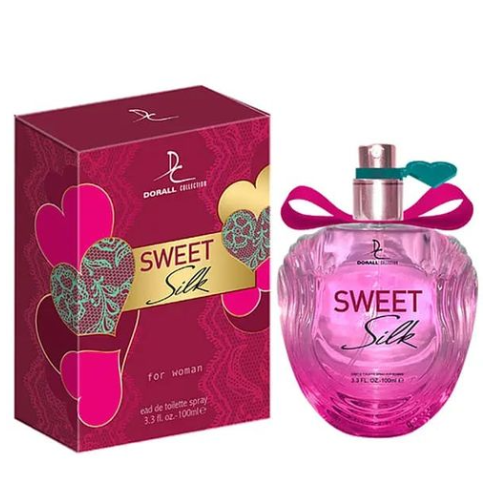 DC
DORALL COLLECTION
SWEET
Silk
for woman
eau de toilette spray
3.3 fl. oz.-100ml e
DC
DORALL COLLECTION
SWEET
Silk
3.3 FL. OZ.-100ml e